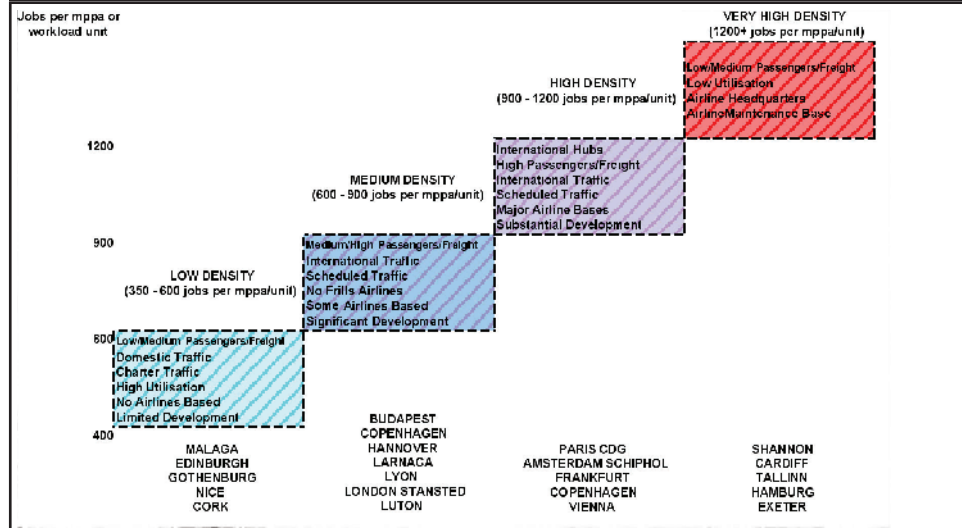 Jobs per mppa or
workload unit
VERY HIGH DENSITY
(1200+ jobs per mppa/unit)
Low/Medium Passengers/Freight
Low Utilisation
Airline Headquarters
AirlineMaintenance Base
HIGH DENSITY
(900 - 1200 jobs per mppa/unit)
1200
International Hubs
High Passengers/Freight
International Traffic
Scheduled Traffic
Major Airline Bases
Substantial Development
MEDIUM DENSITY
(600 - 900 jobs per mppa/unit)
900
Medium/High Passengers/Freight
International Traffic
Scheduled Traffic
No Frills Airlines
Some Airlines Based
Significant Development
LOW DENSITY
(350 - 600 jobs per mppa/unit)
600
Low/Medium Passengers/Freight
Domestic Traffic
Charter Traffic
High Utilisation
No Airlines Based
Limited Development
400
MALAGA
EDINBURGH
GOTHENBURG
NICE
CORK
BUDAPEST
COPENHAGEN
HANNOVER
LARNACA
LYON
LONDON STANSTED
LUTON
PARIS CDG
AMSTERDAM SCHIPHOL
FRANKFURT
COPENHAGEN
VIENNA
SHANNON
CARDIFF
TALLINN
HAMBURG
EXETER